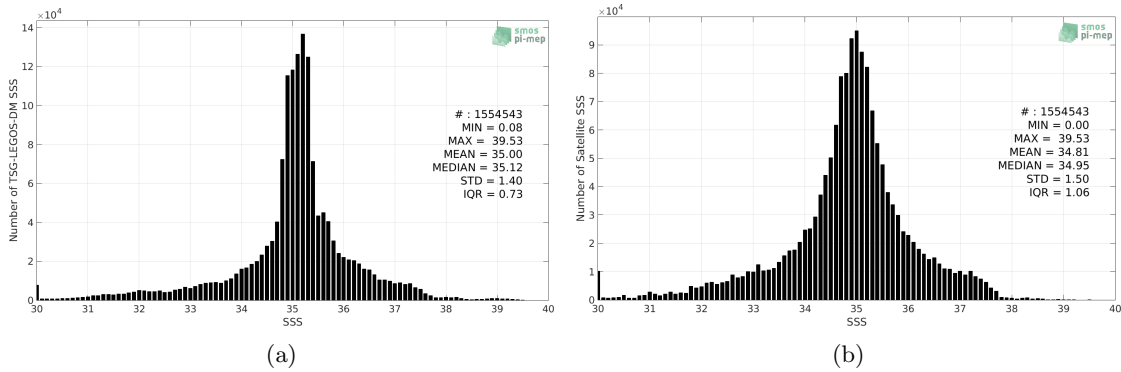 ×10⁴
14
12
10
8
6
4
2
0
30 31 32 33 34 35 36 37 38 39 40
SSS
Number of TSG-LEGOS-DM SSS
smos
pi-mep
# : 1554543
MIN = 0.08
MAX = 39.53
MEAN = 35.00
MEDIAN = 35.12
STD = 1.40
IQR = 0.73
(a)
×10⁴
9
8
7
6
5
4
3
2
1
0
30 31 32 33 34 35 36 37 38 39 40
SSS
Number of Satellite SSS
smos
pi-mep
# : 1554543
MIN = 0.00
MAX = 39.53
MEAN = 34.81
MEDIAN = 34.95
STD = 1.50
IQR = 1.06
(b)